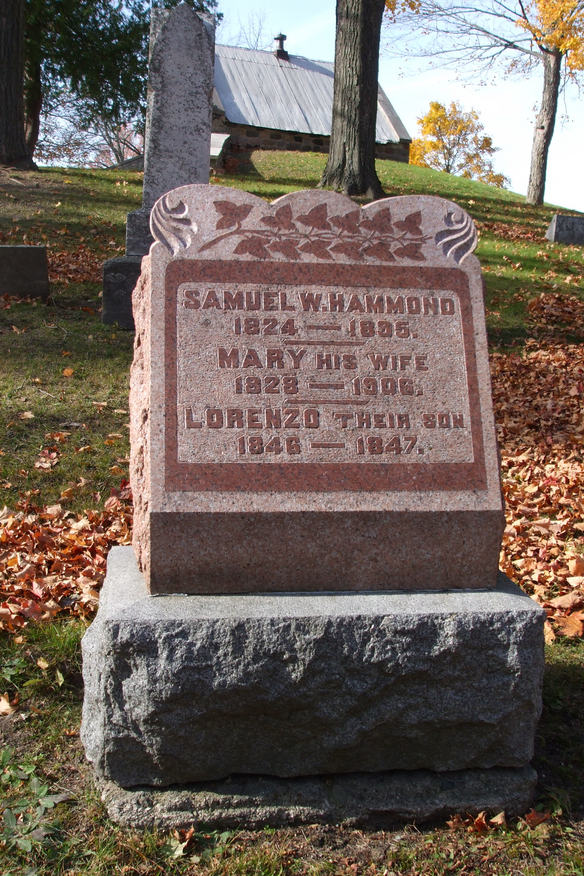 SAMUEL W. HAMMOND
1824 — 1895.
MARY HIS WIFE
1828 — 1906.
LORENZO THEIR SON
1846 — 1847.